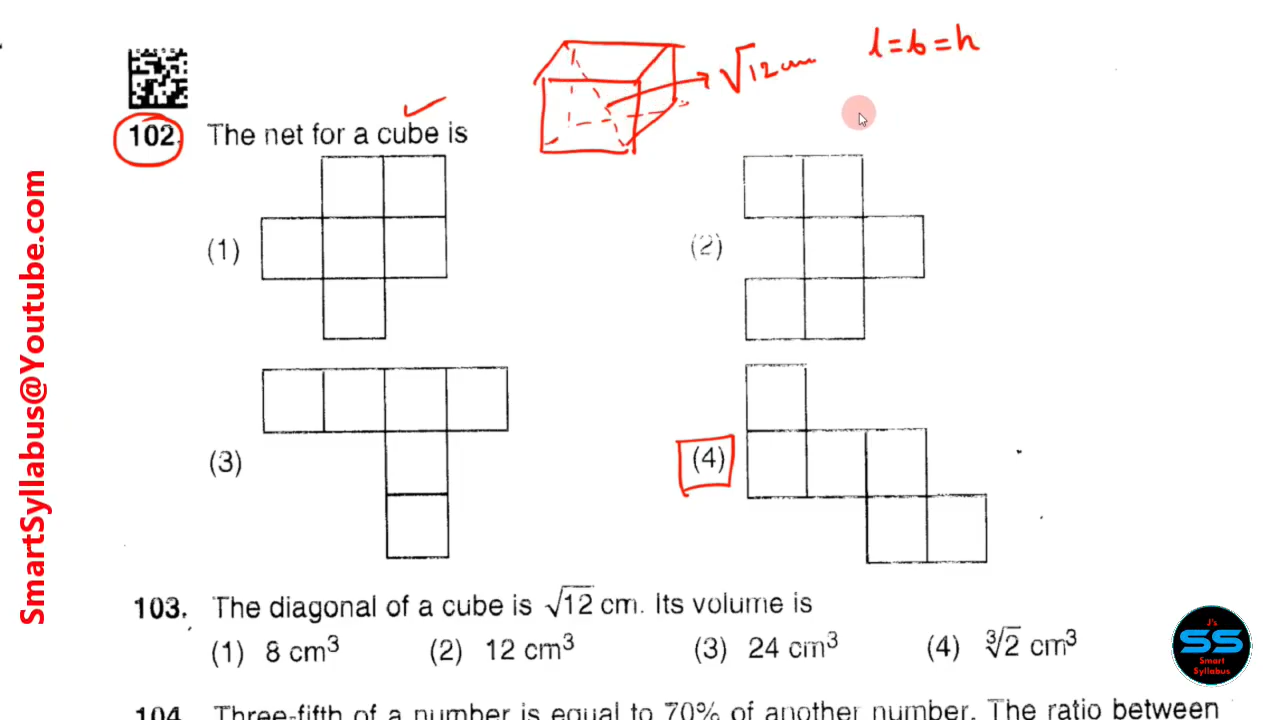 √12 cm
l=b=h
102. The net for a cube is
(1)
(2)
(3)
(4)
103. The diagonal of a cube is √12 cm. Its volume is
(1) 8 cm³ (2) 12 cm³ (3) 24 cm³ (4) ∛2 cm³
104 Three-fifth of a number is equal to 70% of another number. The ratio between
SmartSyllabus@Youtube.com
J's
SS
Smart
Syllabus